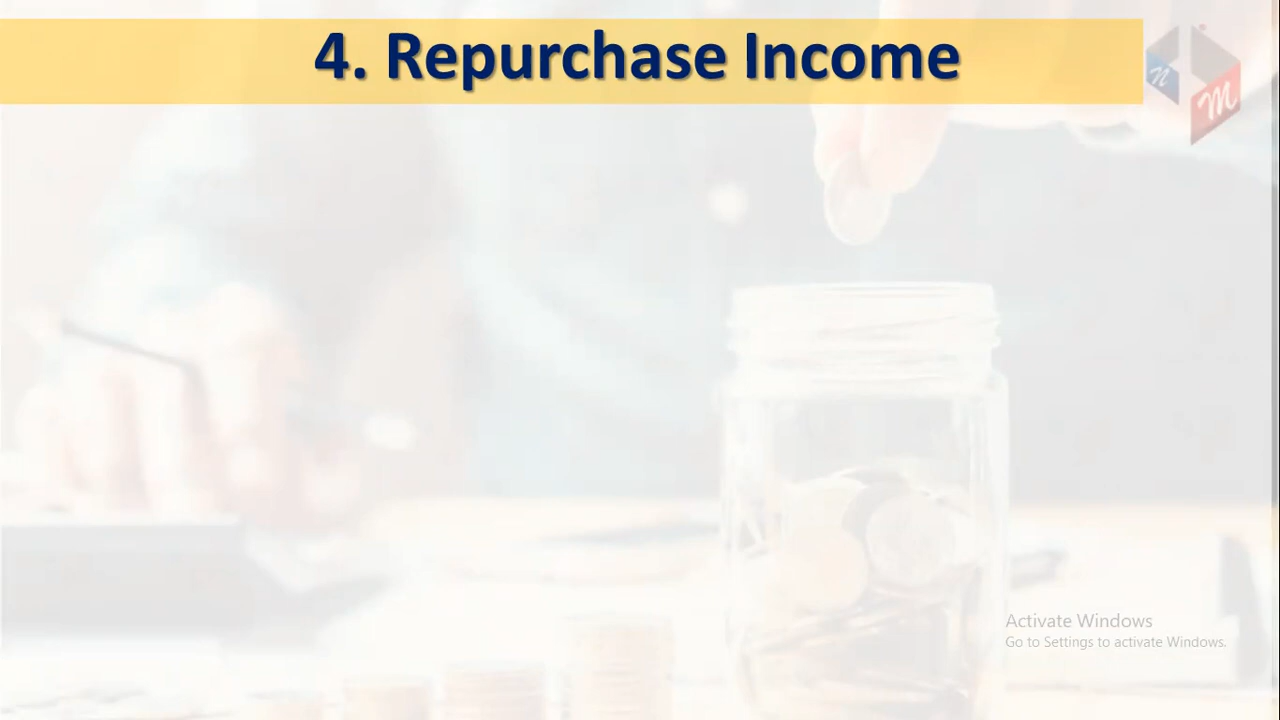 4. Repurchase Income
n
M
Activate Windows
Go to Settings to activate Windows.